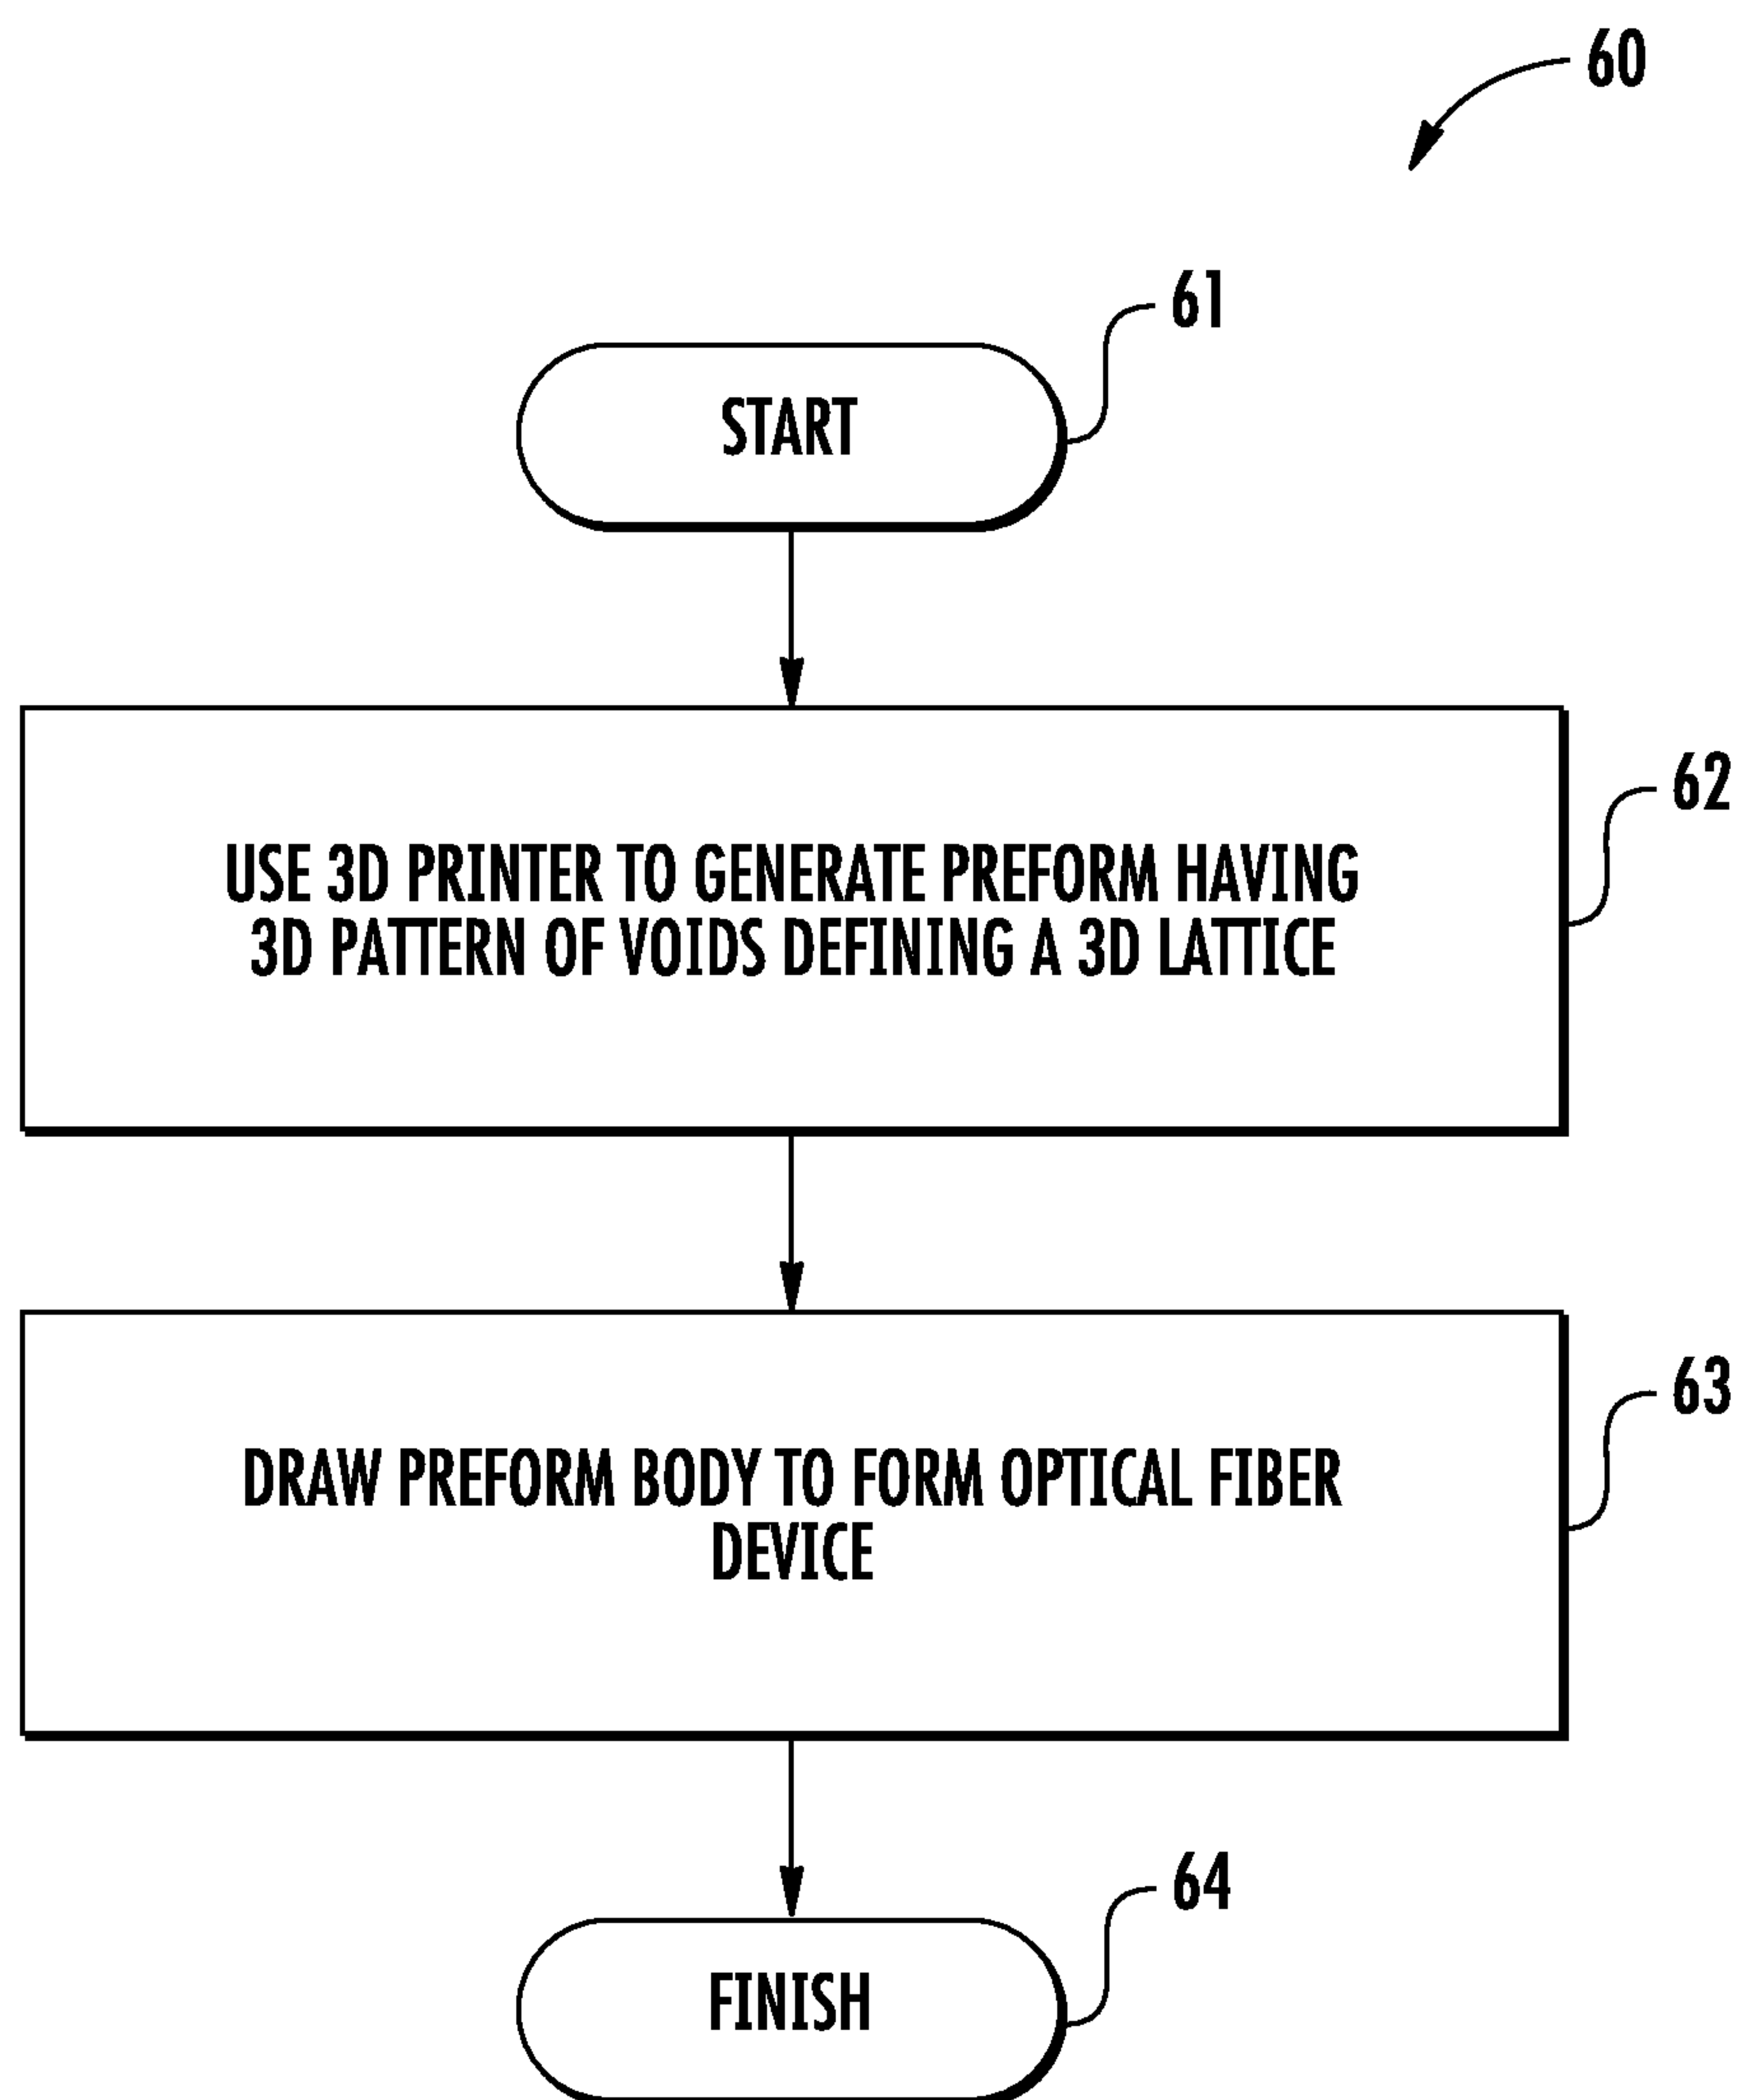 60
61
START
62
USE 3D PRINTER TO GENERATE PREFORM HAVING
3D PATTERN OF VOIDS DEFINING A 3D LATTICE
63
DRAW PREFORM BODY TO FORM OPTICAL FIBER
DEVICE
64
FINISH